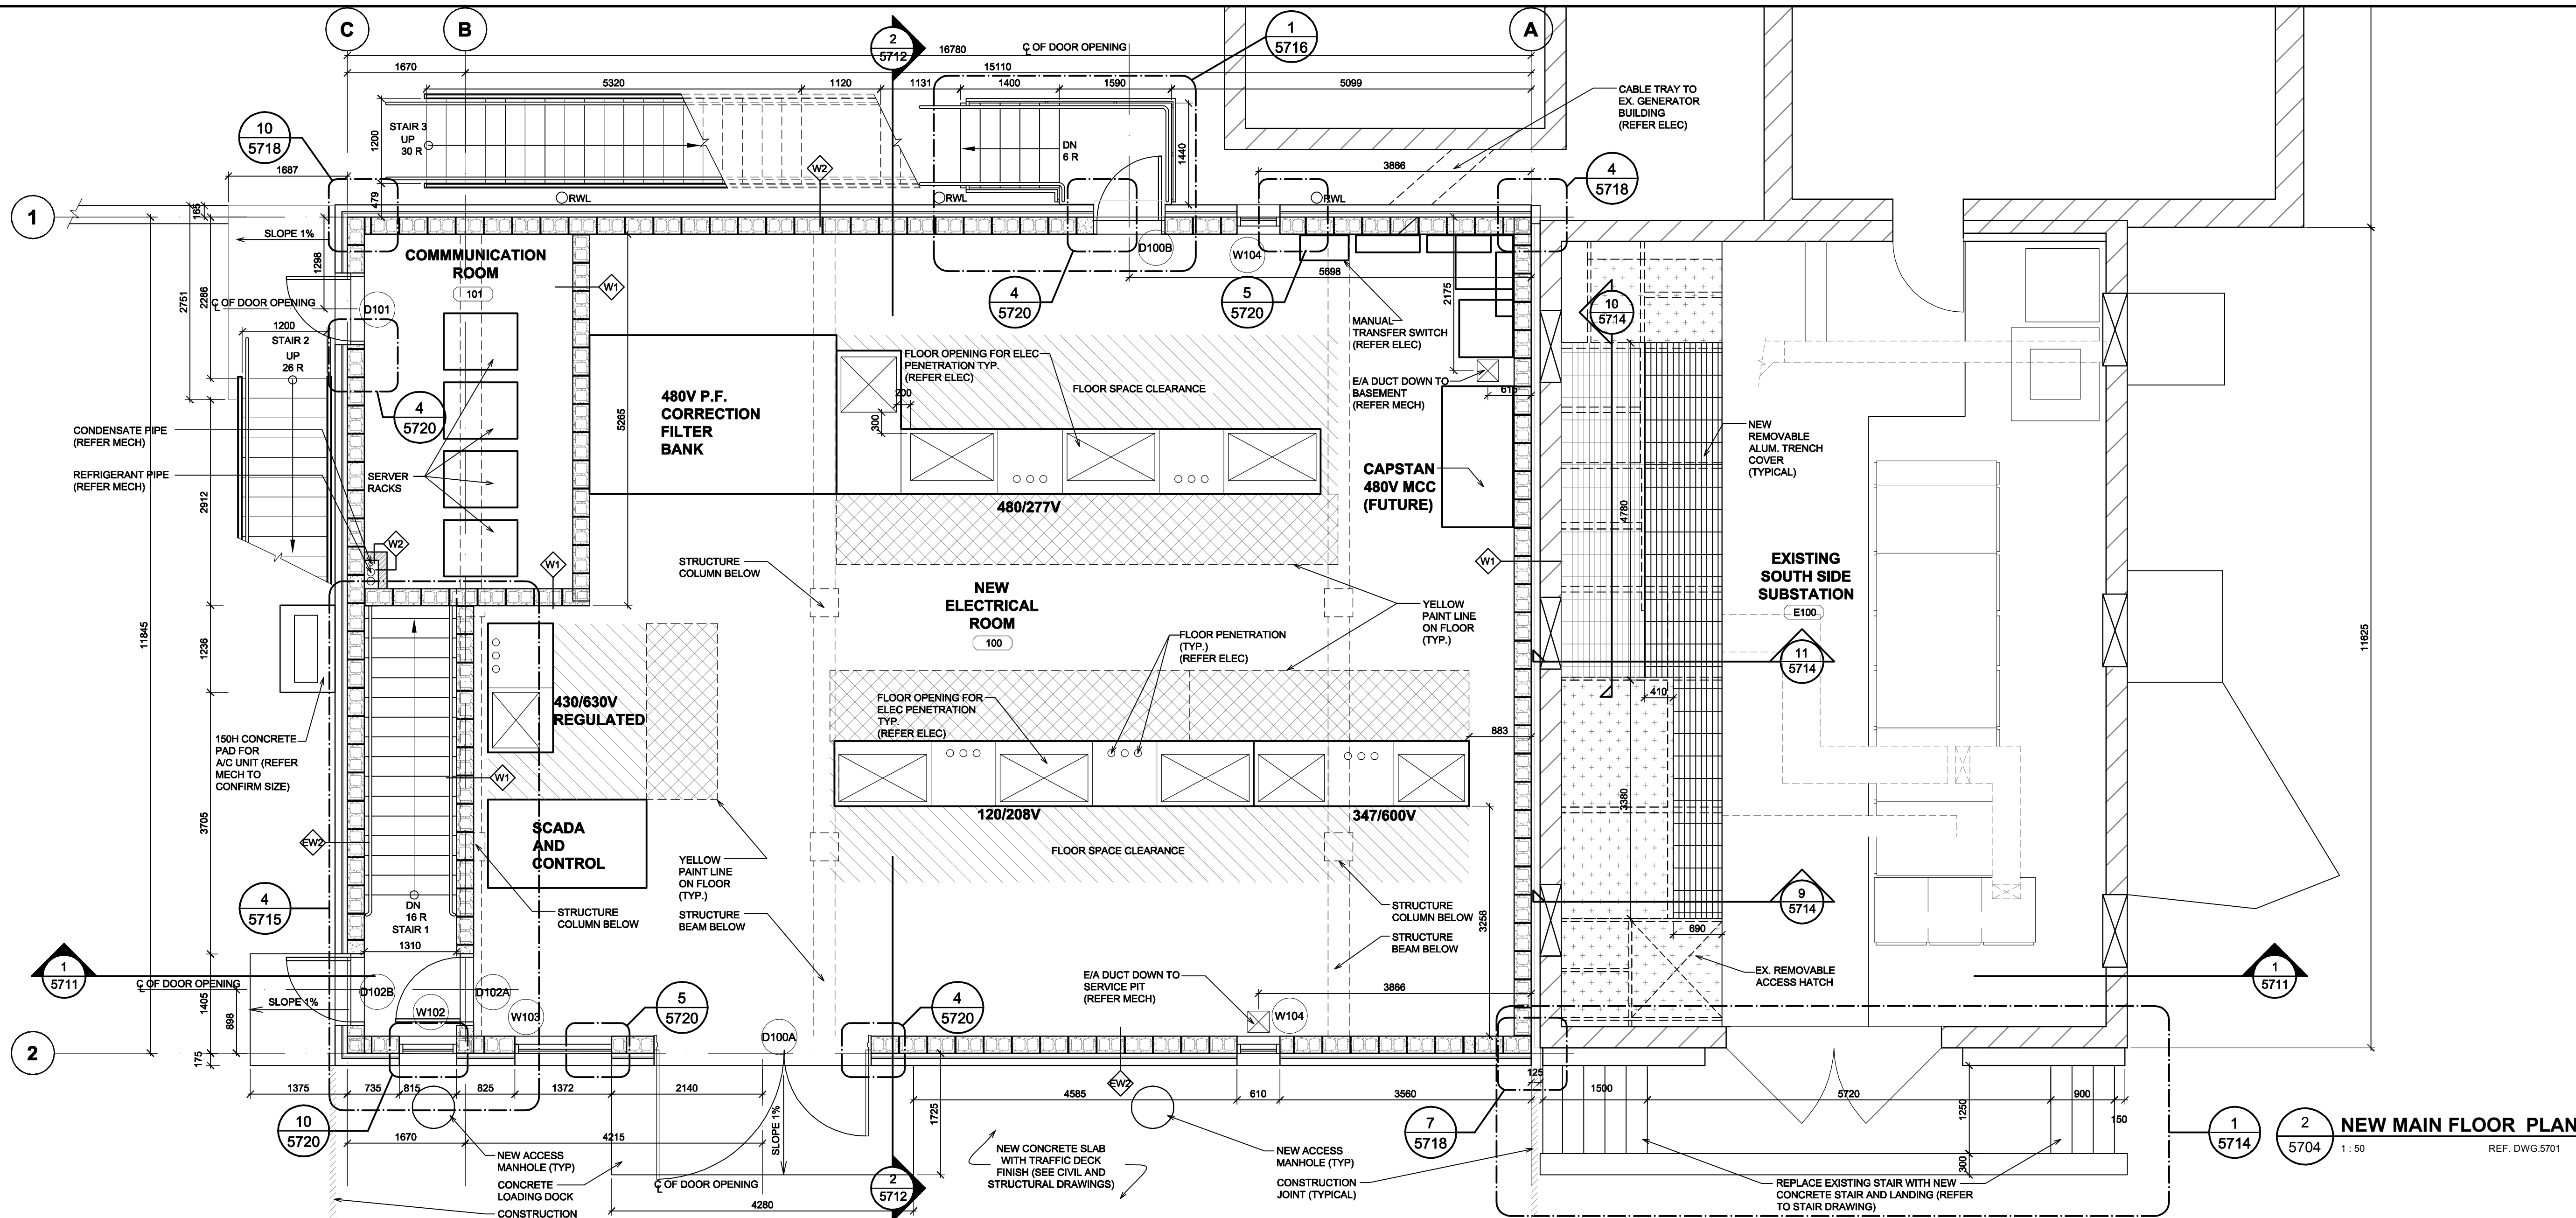 C
B
A
2
5712
1
5716
16780
℄ OF DOOR OPENING
1670
15110
5320
1120
1131
1400
1590
5099
CABLE TRAY TO
EX. GENERATOR
BUILDING
(REFER ELEC)
10
5718
STAIR 3
UP
30 R
1200
479
DN
6 R
1440
3866
4
5718
1687
W2
RWL
RWL
RWL
1
165
SLOPE 1%
1298
2286
2751
COMMMUNICATION
ROOM
101
W1
D100B
W104
5698
4
5720
5
5720
2175
10
5714
℄ OF DOOR OPENING
D101
1200
STAIR 2
UP
26 R
MANUAL
TRANSFER SWITCH
(REFER ELEC)
FLOOR OPENING FOR ELEC
PENETRATION TYP.
(REFER ELEC)
FLOOR SPACE CLEARANCE
200
300
E/A DUCT DOWN TO
BASEMENT
(REFER MECH)
615
4
5720
480V P.F.
CORRECTION
FILTER
BANK
5265
CONDENSATE PIPE
(REFER MECH)
REFRIGERANT PIPE
(REFER MECH)
SERVER
RACKS
2912
CAPSTAN
480V MCC
(FUTURE)
NEW
REMOVABLE
ALUM. TRENCH
COVER
(TYPICAL)
4780
480/277V
W2
W1
STRUCTURE
COLUMN BELOW
W1
NEW
ELECTRICAL
ROOM
100
EXISTING
SOUTH SIDE
SUBSTATION
E100
YELLOW
PAINT LINE
ON FLOOR
(TYP.)
11845
1236
11625
FLOOR PENETRATION
(TYP.)
(REFER ELEC)
11
5714
430/630V
REGULATED
FLOOR OPENING FOR
ELEC PENETRATION
TYP.
(REFER ELEC)
410
883
150H CONCRETE
PAD FOR
A/C UNIT (REFER
MECH TO
CONFIRM SIZE)
W1
3705
3380
SCADA
AND
CONTROL
120/208V
347/600V
EW2
YELLOW
PAINT LINE
ON FLOOR
(TYP.)
FLOOR SPACE CLEARANCE
4
5715
DN
16 R
STAIR 1
STRUCTURE
COLUMN BELOW
STRUCTURE
BEAM BELOW
STRUCTURE
COLUMN BELOW
STRUCTURE
BEAM BELOW
3258
9
5714
690
1310
1
5711
℄ OF DOOR OPENING
D102B
D102A
W102
W103
SLOPE 1%
1405
898
175
5
5720
E/A DUCT DOWN TO
SERVICE PIT
(REFER MECH)
4
5720
3866
W104
EX. REMOVABLE
ACCESS HATCH
1
5711
2
D100A
EW2
125
1375
735
815
825
1372
2140
4585
610
3560
1500
5720
900
1250
150
300
10
5720
1670
4215
SLOPE 1%
1725
7
5718
1
5714
2
5704
NEW MAIN FLOOR PLAN
1 : 50
REF. DWG.5701
NEW ACCESS
MANHOLE (TYP)
CONCRETE
LOADING DOCK
CONSTRUCTION
℄ OF DOOR OPENING
4280
2
5712
NEW CONCRETE SLAB
WITH TRAFFIC DECK
FINISH (SEE CIVIL AND
STRUCTURAL DRAWINGS)
NEW ACCESS
MANHOLE (TYP)
CONSTRUCTION
JOINT (TYPICAL)
REPLACE EXISTING STAIR WITH NEW
CONCRETE STAIR AND LANDING (REFER
TO STAIR DRAWING)